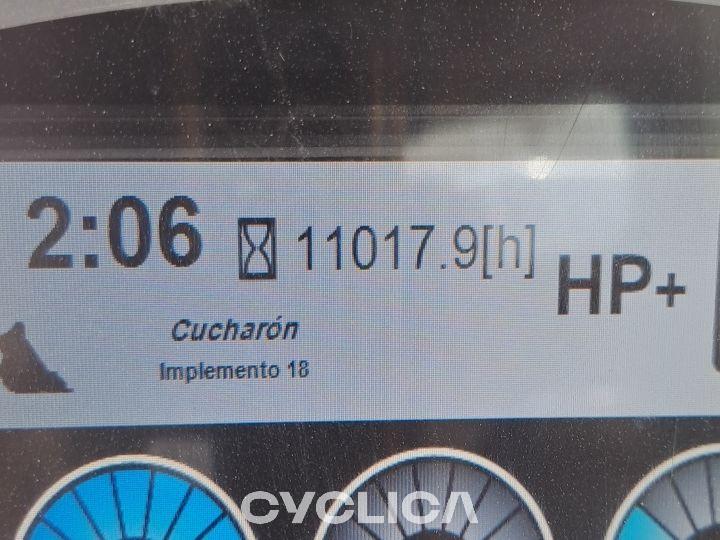 2:06 11017.9[h] HP+
Cucharón
Implemento 18
CYCLICA